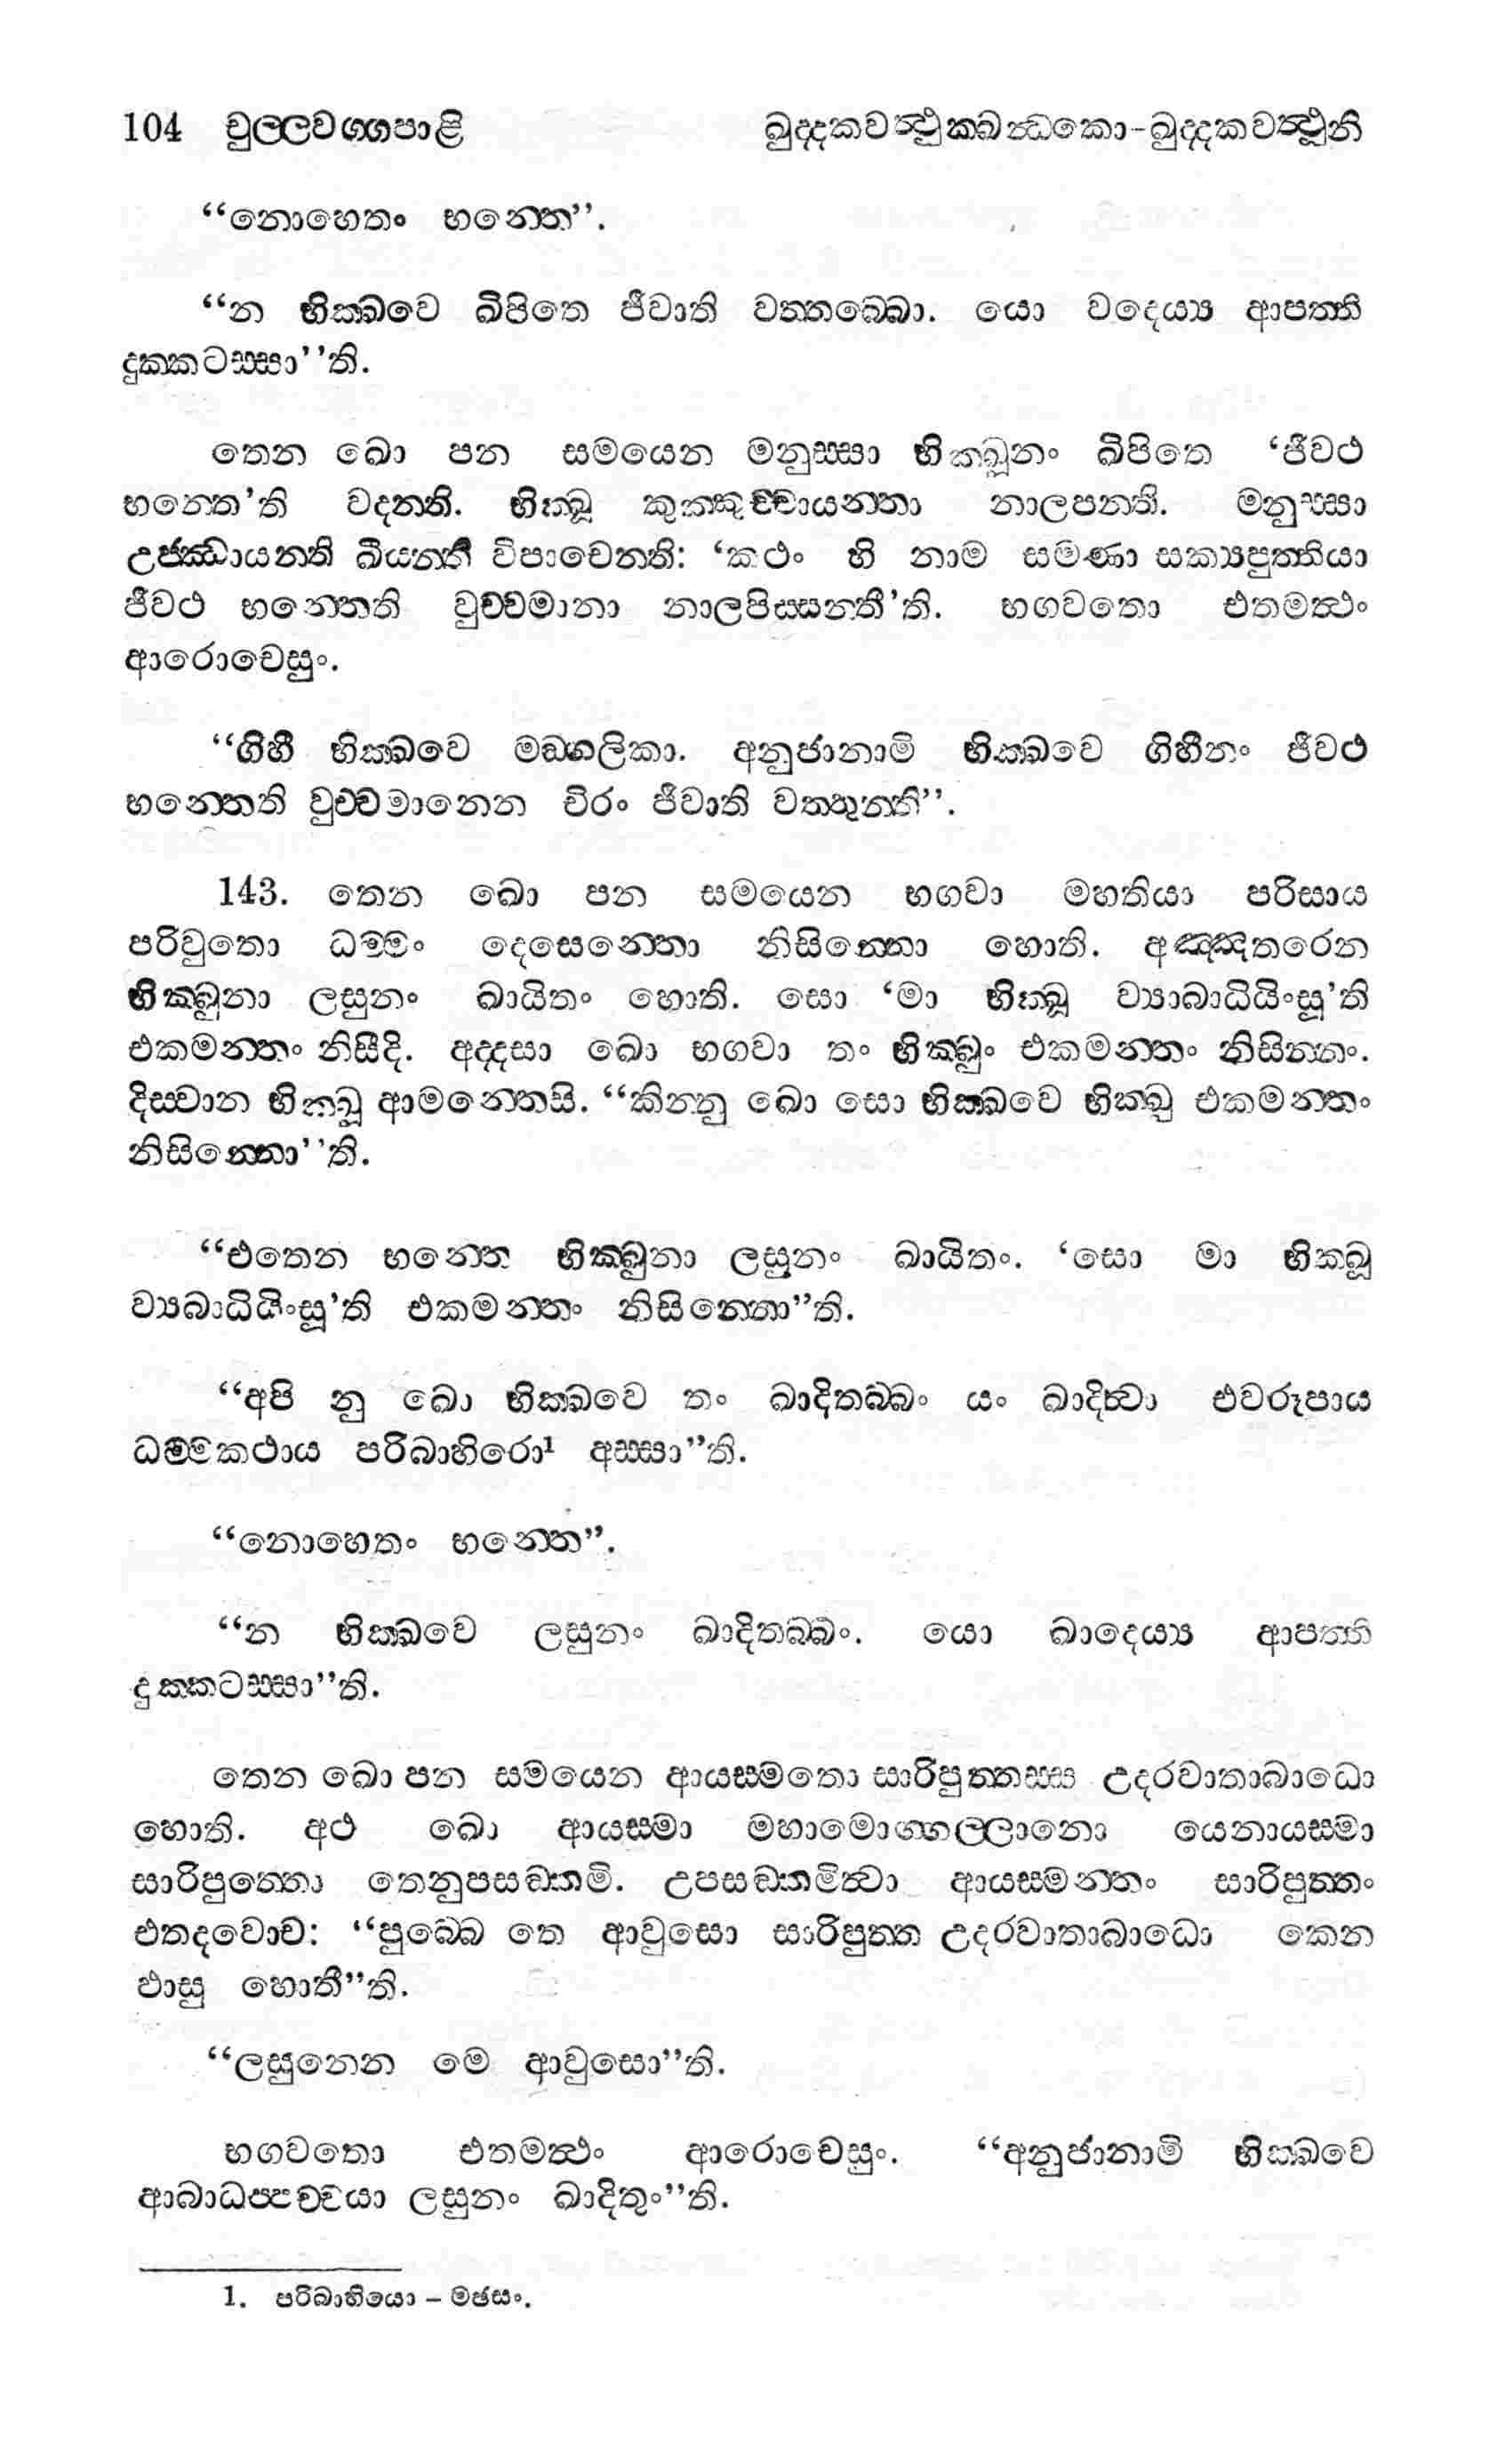 104 චුල්ලවග්ගපාළි ඛුද්දකවත්ථුක්ඛන්ධකො-ඛුද්දකවත්ථූනි
“නොහෙතං භන්තෙ”.
“න භික්ඛවෙ ඛීපිතෙ ජීවාති වත්තබ්බො. යො වදෙය්‍ය ආපත්ති
දුක්කටස්සා”ති.
තෙන ඛො පන සමයෙන මනුස්සා භික්ඛූනං ඛීපිතෙ ‘ජීවථ
භන්තෙ’ති වදන්ති. භික්ඛූ කුක්කුච්චායන්තා නාලපන්ති. මනුස්සා
උජ්ඣායන්ති ඛීයන්ති විපාචෙන්ති: ‘කථං හි නාම සමණා සක්‍යපුත්තියා
ජීවථ භන්තෙති වුච්චමානා නාලපිස්සන්තී’ති. භගවතො එතමත්ථං
ආරොචෙසුං.
“ගිහී භික්ඛවෙ මඞ්ගලිකා. අනුජානාමි භික්ඛවෙ ගිහීනං ජීවථ
භන්තෙති වුච්චමානෙන චිරං ජීවාති වත්තුන්ති”.
143. තෙන ඛො පන සමයෙන භගවා මහතියා පරිසාය
පරිවුතො ධම්මං දෙසෙන්තො නිසින්නො හොති. අඤ්ඤතරෙන
භික්ඛුනා ලසුනං ඛායිතං හොති. සො ‘මා භික්ඛූ ව්‍යාබාධියිංසූ’ති
එකමන්තං නිසීදි. අද්දසා ඛො භගවා තං භික්ඛුං එකමන්තං නිසින්නං.
දිස්වාන භික්ඛූ ආමන්තෙසි. “කින්නු ඛො සො භික්ඛවෙ භික්ඛු එකමන්තං
නිසින්නො”ති.
“එතෙන භන්තෙ භික්ඛුනා ලසුනං ඛායිතං. ‘සො මා භික්ඛූ
ව්‍යබාධියිංසූ’ති එකමන්තං නිසින්නො”ති.
“අපි නු ඛො භික්ඛවෙ තං ඛාදිතබ්බං යං ඛාදිත්වා එවරූපාය
ධම්මකථාය පරිබාහිරො¹ අස්සා”ති.
“නොහෙතං භන්තෙ”.
“න භික්ඛවෙ ලසුනං ඛාදිතබ්බං. යො ඛාදෙය්‍ය ආපත්ති
දුක්කටස්සා”ති.
තෙන ඛො පන සමයෙන ආයස්මතො සාරිපුත්තස්ස උදරවාතාබාධො
හොති. අථ ඛො ආයස්මා මහාමොග්ගල්ලානො යෙනායස්මා
සාරිපුත්තො තෙනුපසඞ්කමි. උපසඞ්කමිත්වා ආයස්මන්තං සාරිපුත්තං
එතදවොච: “පුබ්බෙ තෙ ආවුසො සාරිපුත්ත උදරවාතාබාධො කෙන
ඵාසු හොතී”ති.
“ලසුනෙන මෙ ආවුසො”ති.
භගවතො එතමත්ථං ආරොචෙසුං. “අනුජානාමි භික්ඛවෙ
ආබාධප්පච්චයා ලසුනං ඛාදිතුං”ති.
1. පරිබාහියො – මඡසං.